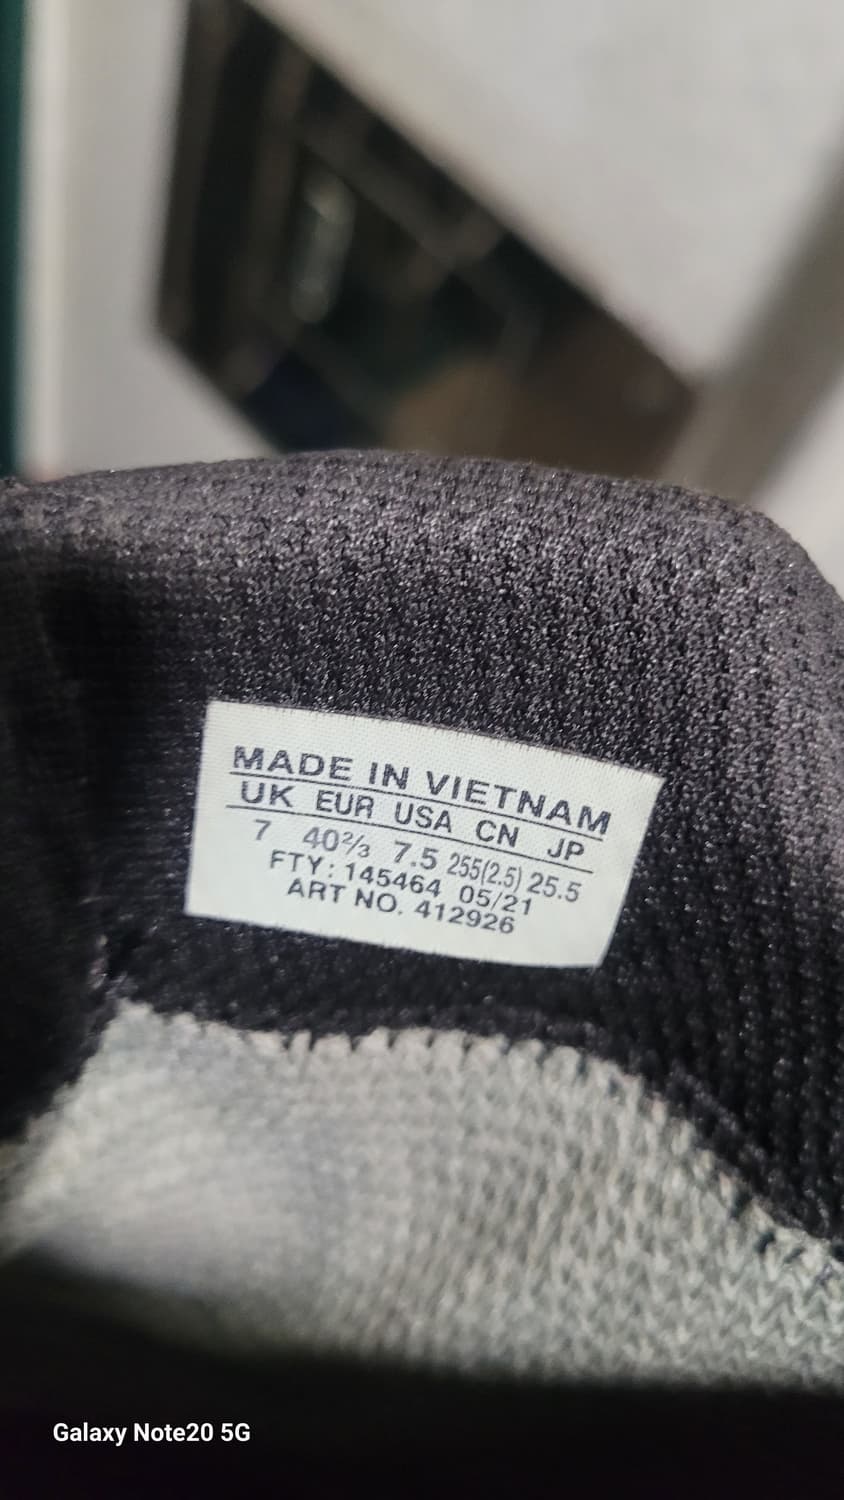 MADE IN VIETNAM
UK EUR USA CN JP
7 40⅔ 7.5 255(2.5) 25.5
FTY: 145464 05/21
ART NO. 412926
Galaxy Note20 5G